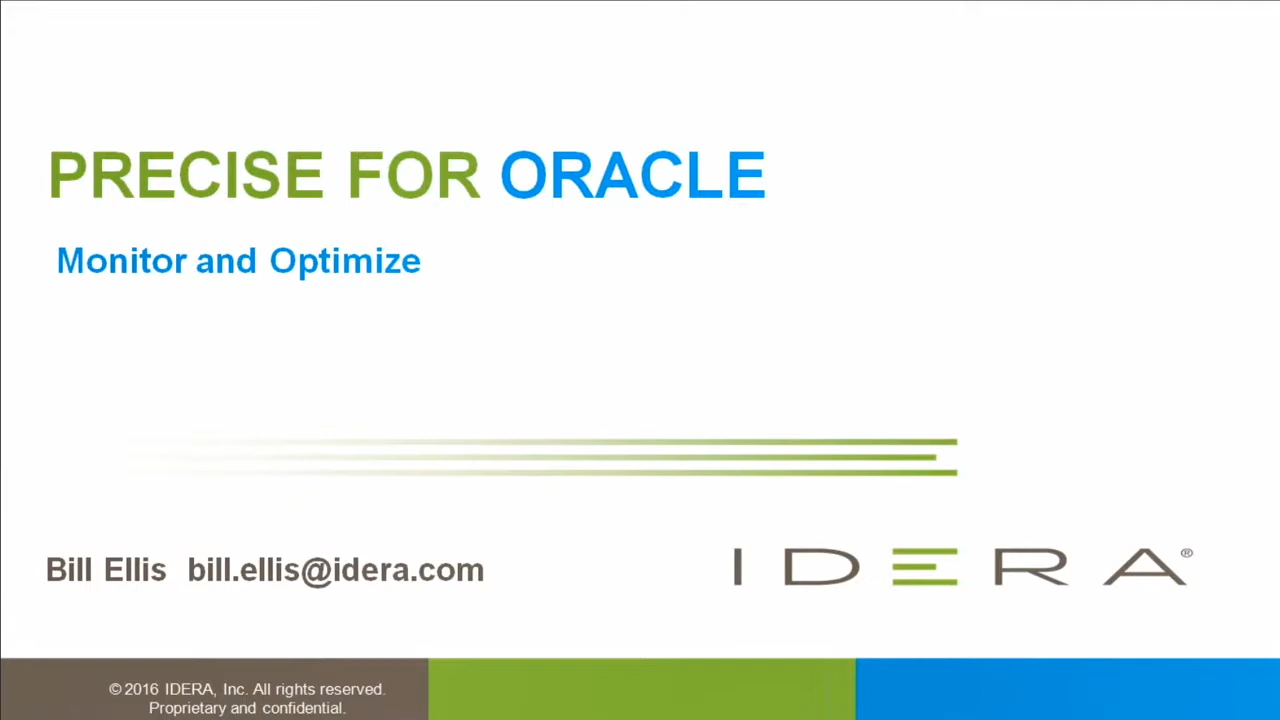 PRECISE FOR ORACLE
Monitor and Optimize
Bill Ellis bill.ellis@idera.com
IDERA®
© 2016 IDERA, Inc. All rights reserved.
Proprietary and confidential.